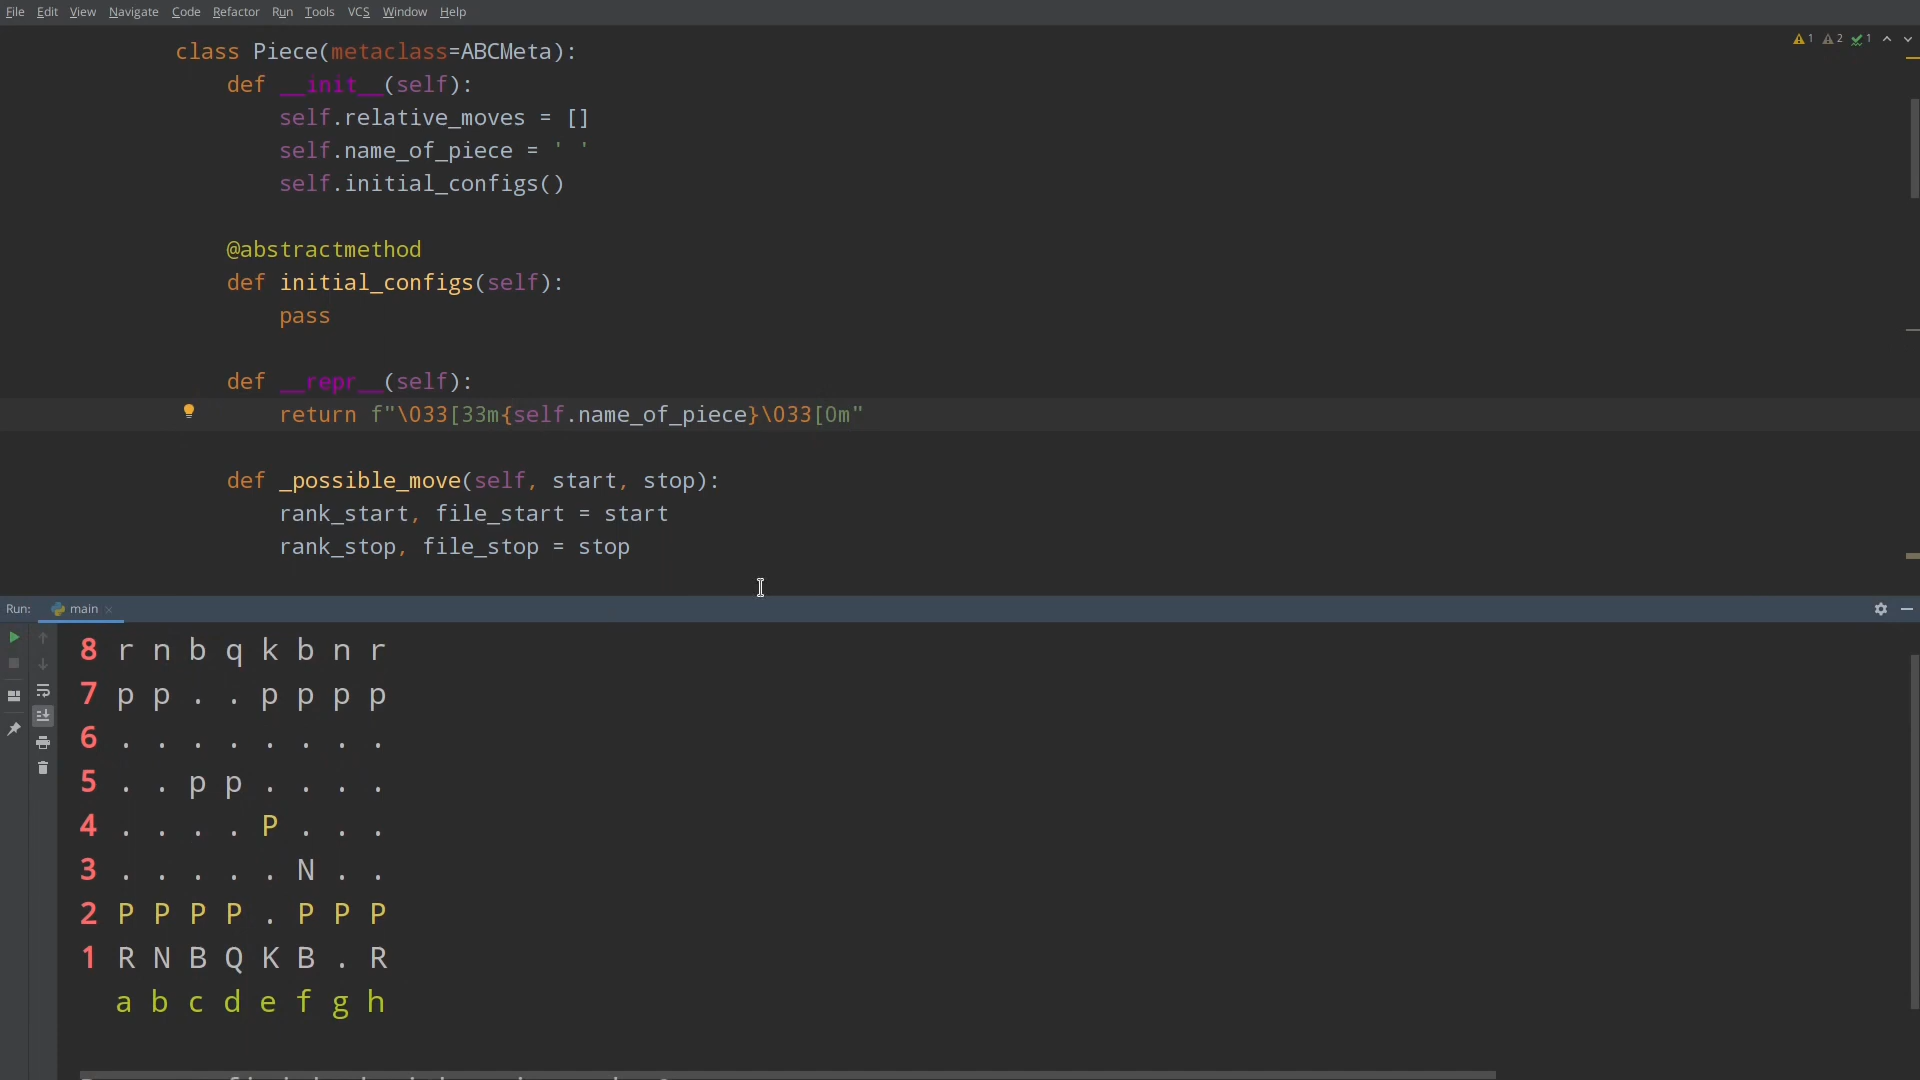 File Edit View Navigate Code Refactor Run Tools VCS Window Help
1 2 1
class Piece(metaclass=ABCMeta):
def __init__(self):
self.relative_moves = []
self.name_of_piece = ' '
self.initial_configs()
@abstractmethod
def initial_configs(self):
pass
def __repr__(self):
return f"\033[33m{self.name_of_piece}\033[0m"
def _possible_move(self, start, stop):
rank_start, file_start = start
rank_stop, file_stop = stop
Run: main
8 r n b q k b n r
7 p p . . p p p p
6 . . . . . . . .
5 . . p p . . . .
4 . . . . P . . .
3 . . . . . N . .
2 P P P P . P P P
1 R N B Q K B . R
a b c d e f g h